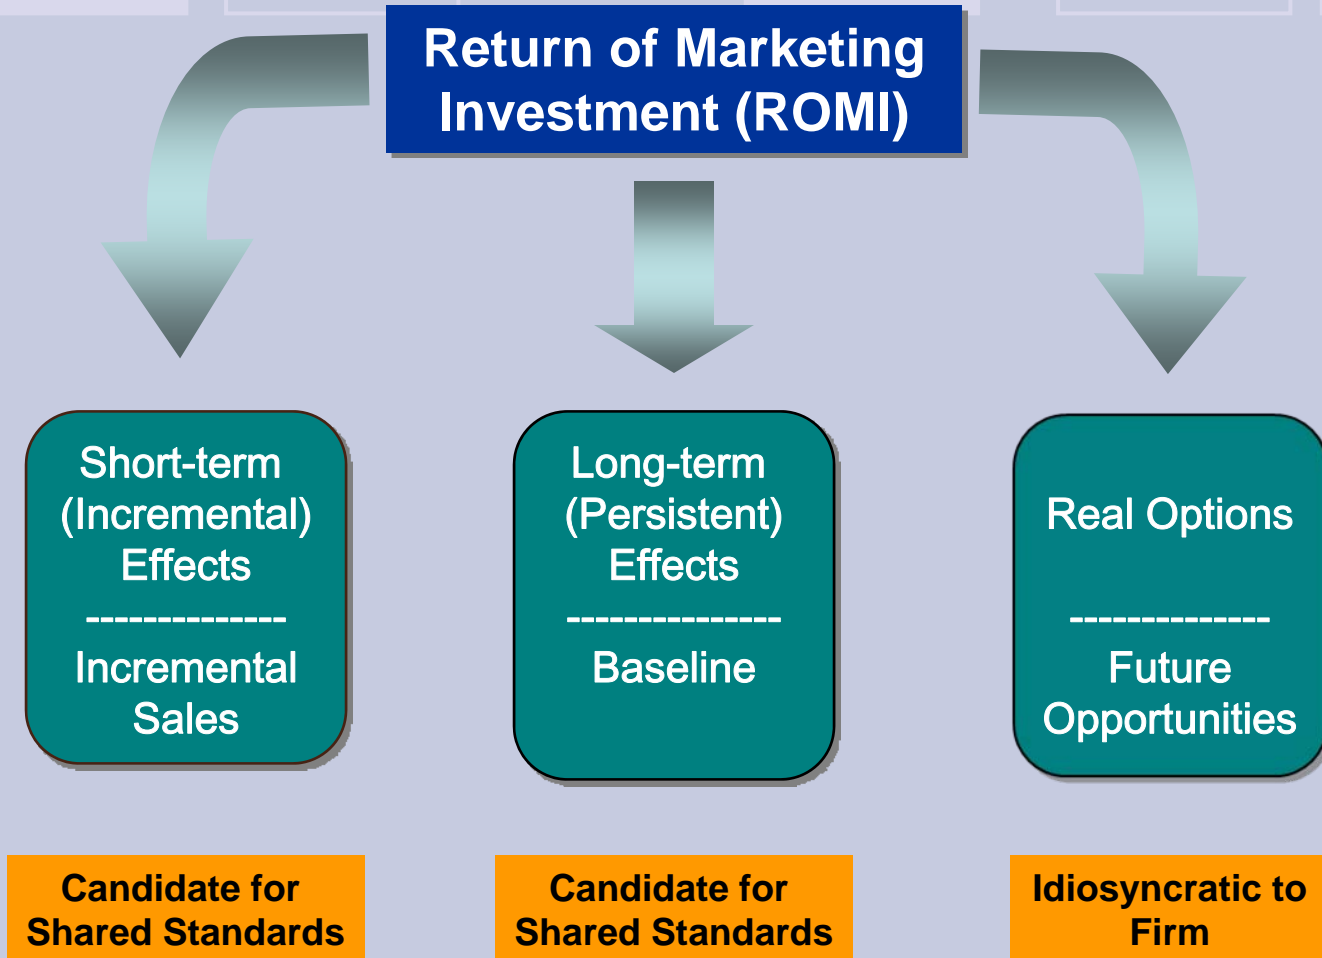 Return of Marketing
Investment (ROMI)
Short-term
(Incremental)
Effects
--------------
Incremental
Sales
Long-term
(Persistent)
Effects
---------------
Baseline
Real Options
--------------
Future
Opportunities
Candidate for
Shared Standards
Candidate for
Shared Standards
Idiosyncratic to
Firm